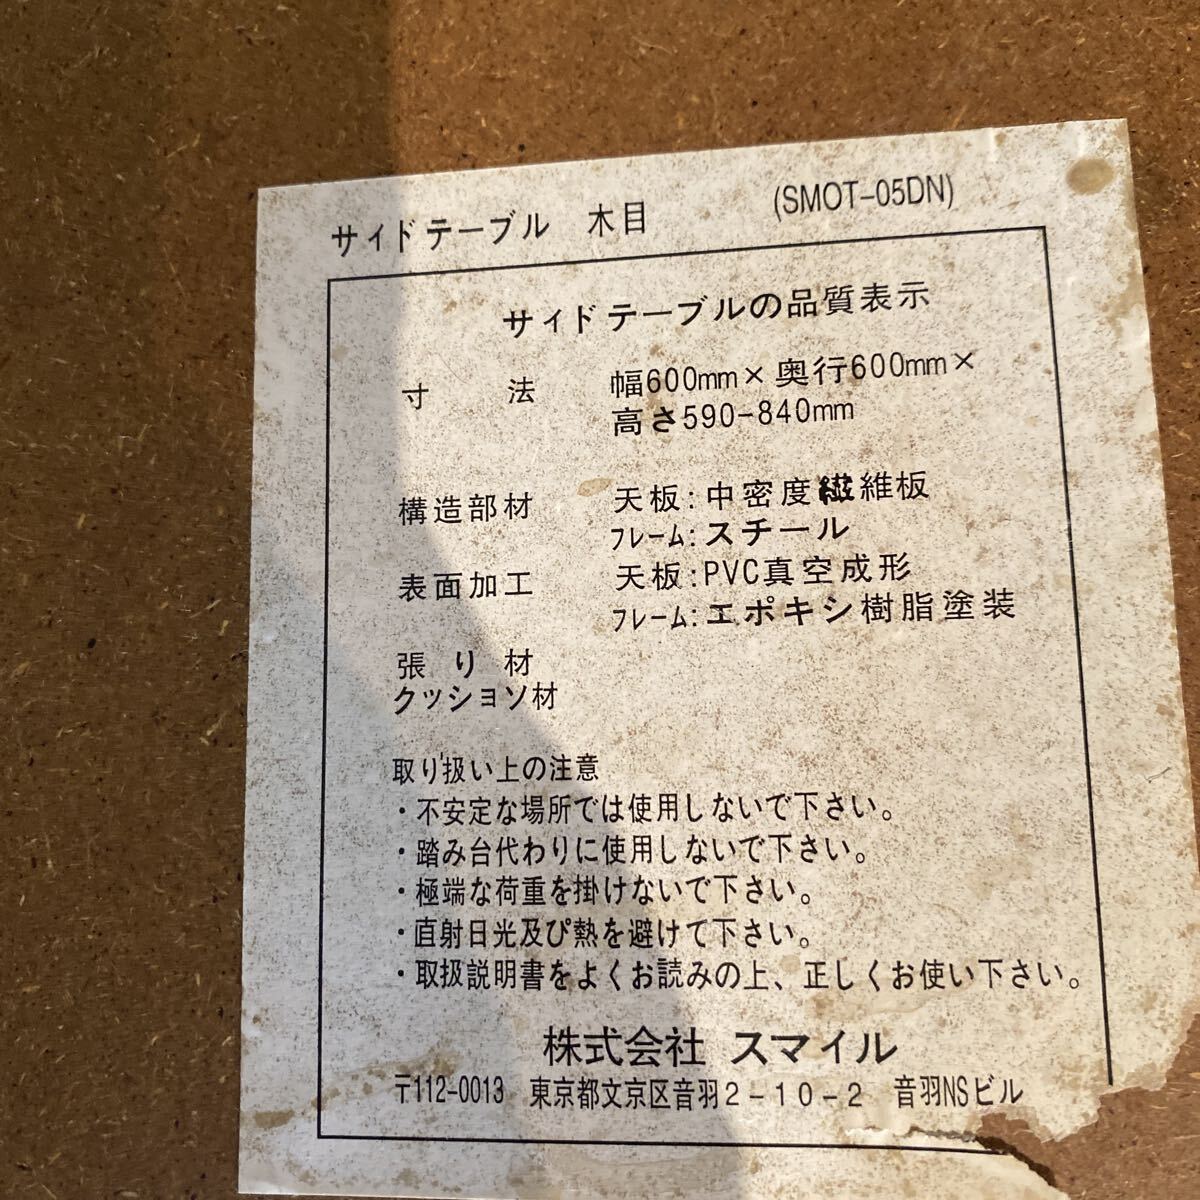 サイドテーブル 木目 (SMOT-05DN)
サイドテーブルの品質表示
寸 法 幅600mm×奥行600mm×
高さ590-840mm
構造部材 天板:中密度繊維板
フレーム:スチール
表面加工 天板:PVC真空成形
フレーム:エポキシ樹脂塗装
張り材
クッション材
取り扱い上の注意
・不安定な場所では使用しないで下さい。
・踏み台代わりに使用しないで下さい。
・極端な荷重を掛けないで下さい。
・直射日光及び熱を避けて下さい。
・取扱説明書をよくお読みの上、正しくお使い下さい。
株式会社 スマイル
〒112-0013 東京都文京区音羽2-10-2 音羽NSビル